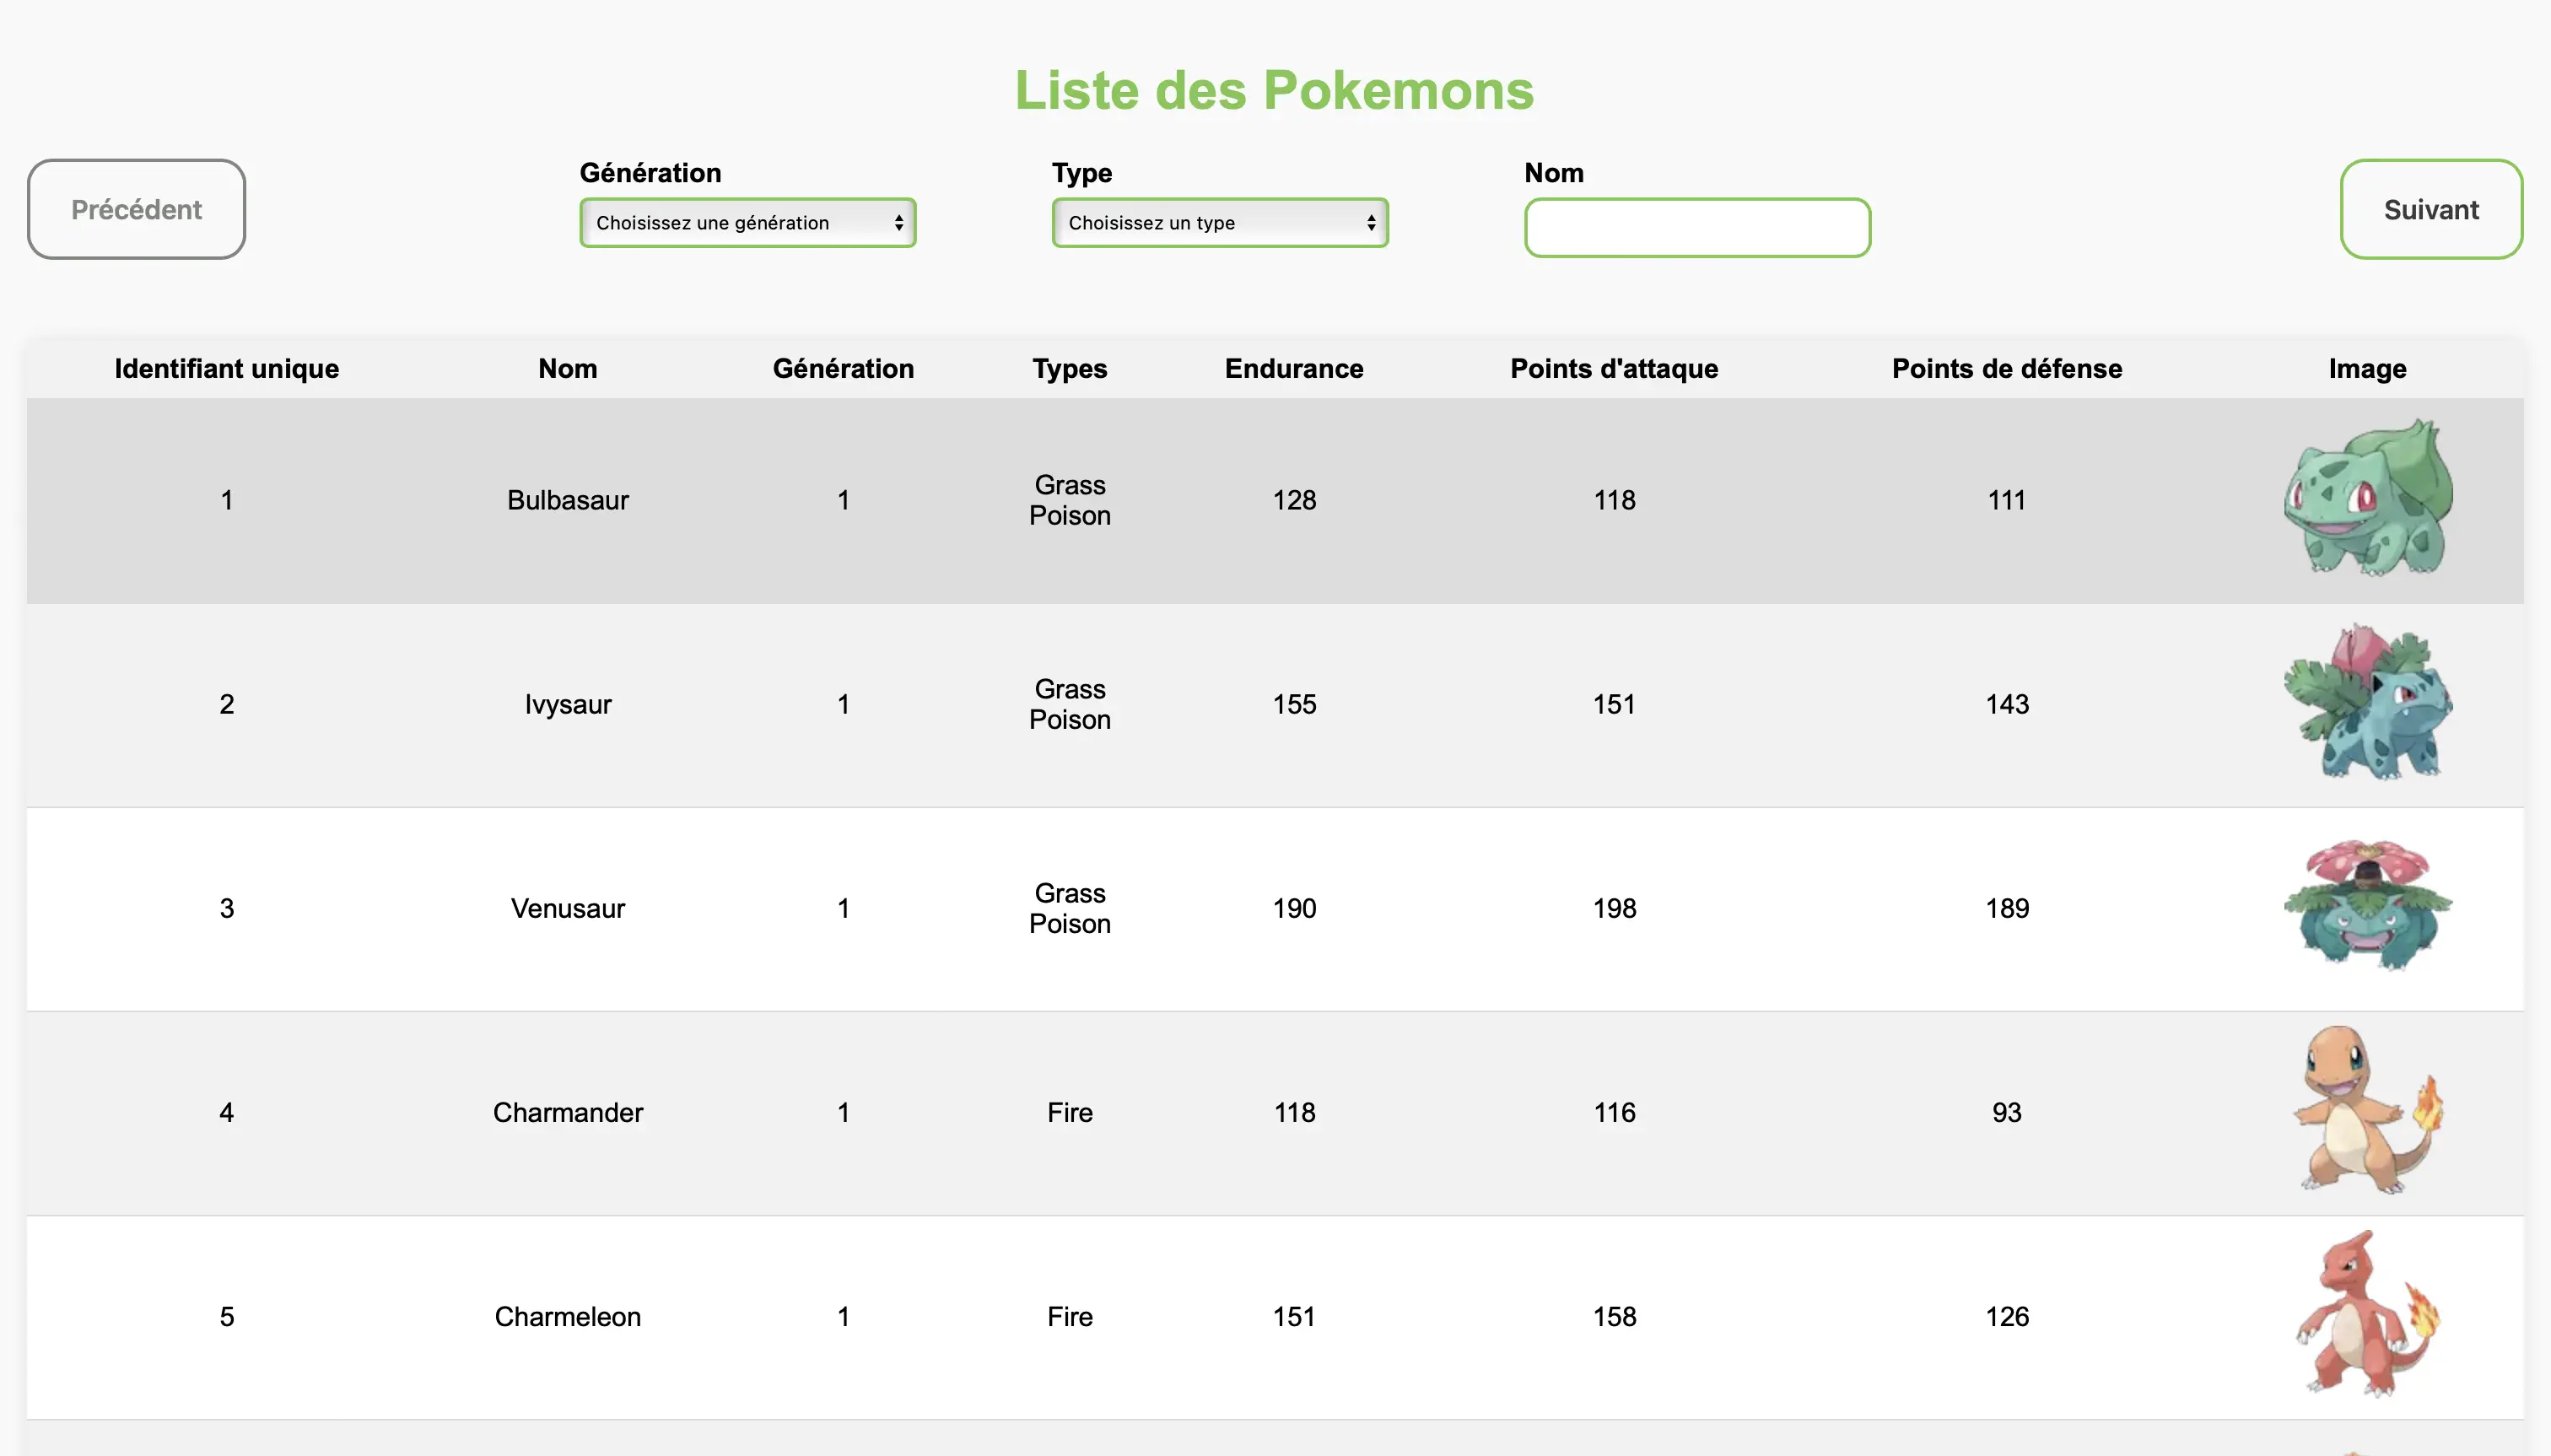 Liste des Pokemons
Précédent
Génération
Choisissez une génération
Type
Choisissez un type
Nom
Suivant
Identifiant unique Nom Génération Types Endurance Points d'attaque Points de défense Image
1 Bulbasaur 1 Grass 128 118 111
Poison
2 Ivysaur 1 Grass 155 151 143
Poison
3 Venusaur 1 Grass 190 198 189
Poison
4 Charmander 1 Fire 118 116 93
5 Charmeleon 1 Fire 151 158 126